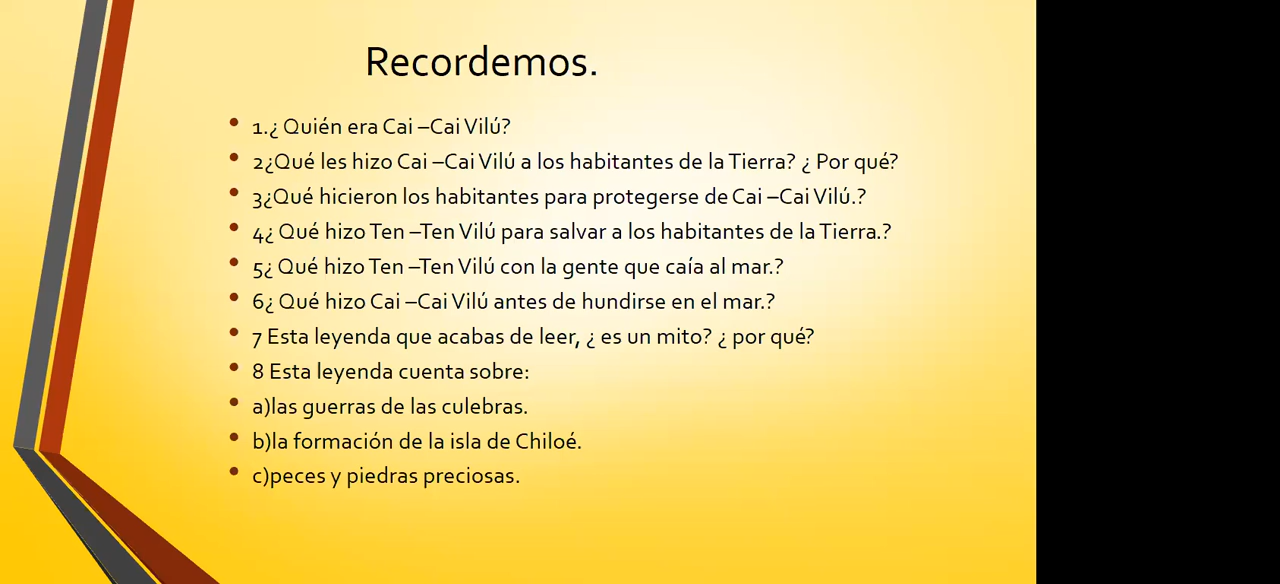 Recordemos.
• 1.¿ Quién era Cai –Cai Vilú?
• 2¿Qué les hizo Cai –Cai Vilú a los habitantes de la Tierra? ¿ Por qué?
• 3¿Qué hicieron los habitantes para protegerse de Cai –Cai Vilú.?
• 4¿ Qué hizo Ten –Ten Vilú para salvar a los habitantes de la Tierra.?
• 5¿ Qué hizo Ten –Ten Vilú con la gente que caía al mar.?
• 6¿ Qué hizo Cai –Cai Vilú antes de hundirse en el mar.?
• 7 Esta leyenda que acabas de leer, ¿ es un mito? ¿ por qué?
• 8 Esta leyenda cuenta sobre:
• a)las guerras de las culebras.
• b)la formación de la isla de Chiloé.
• c)peces y piedras preciosas.